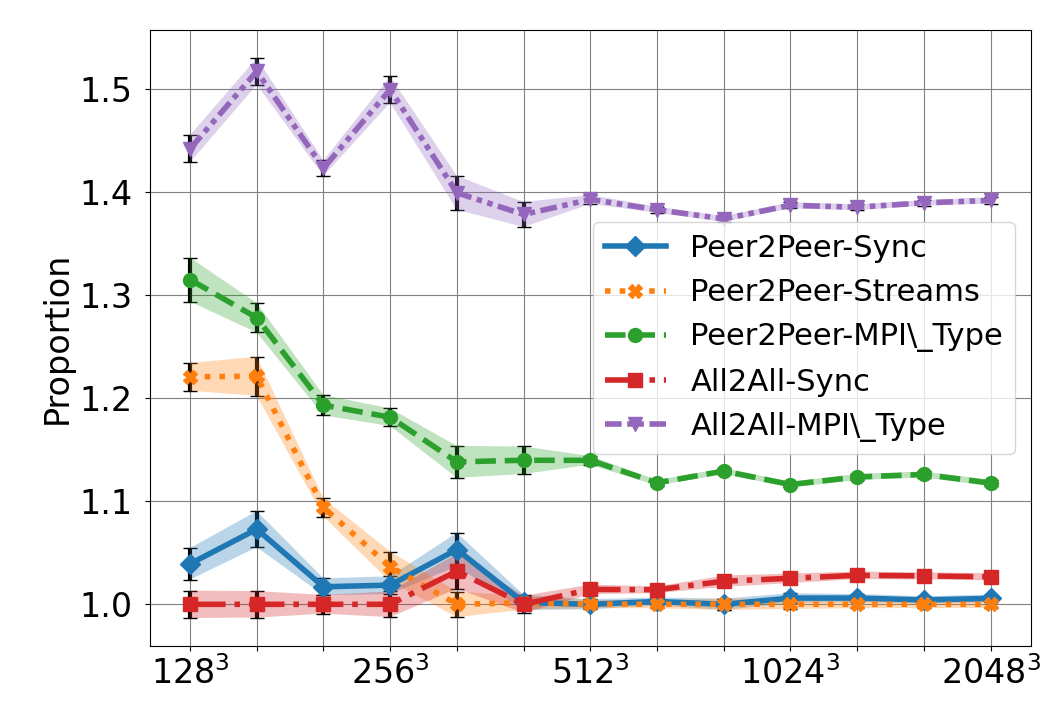 1.5
1.4
1.3
1.2
1.1
1.0
Proportion
Peer2Peer-Sync
Peer2Peer-Streams
Peer2Peer-MPI\_Type
All2All-Sync
All2All-MPI\_Type
128³ 256³ 512³ 1024³ 2048³